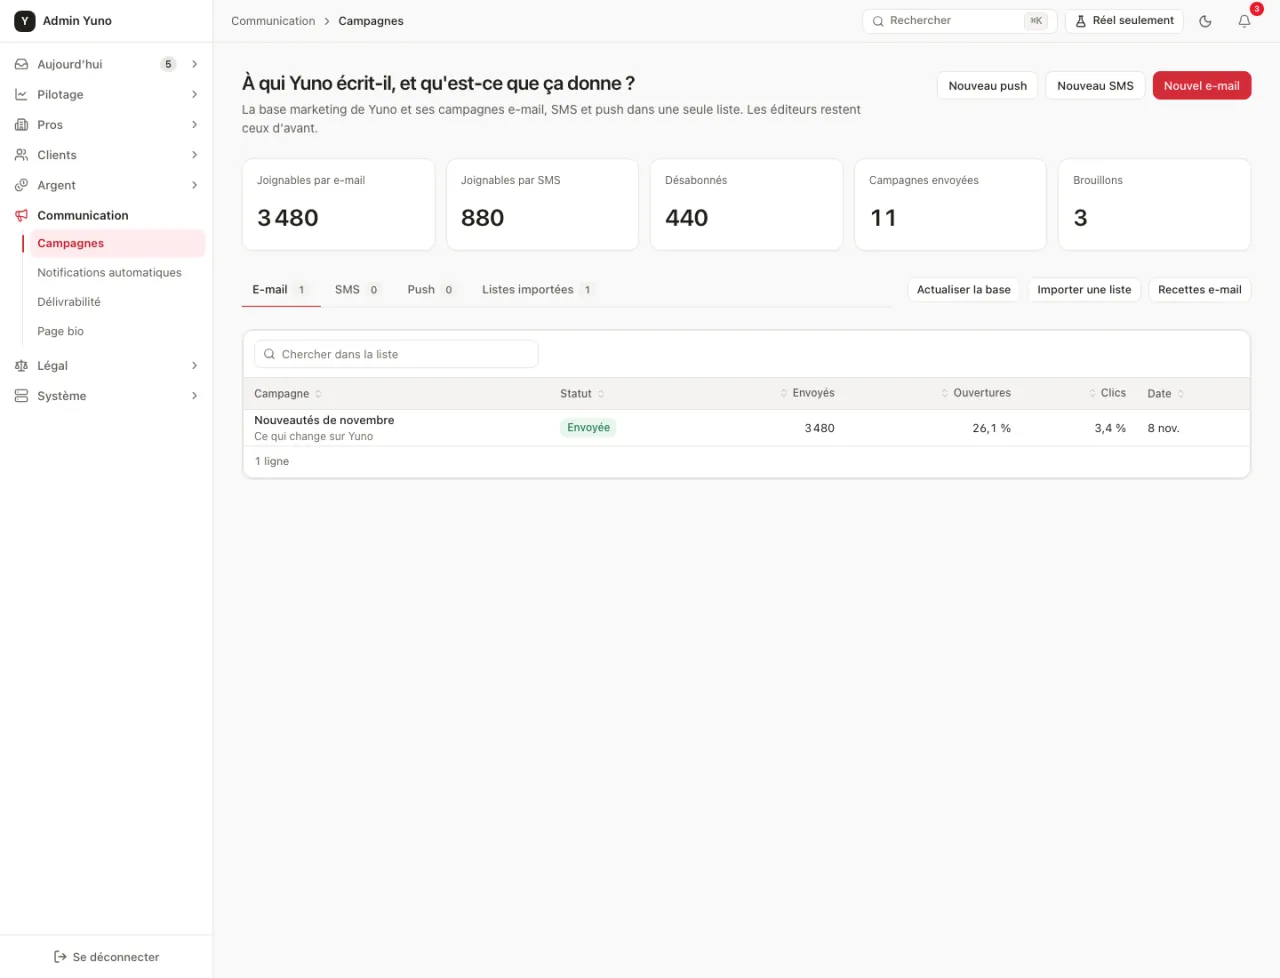 Y Admin Yuno
Communication > Campagnes
Rechercher ⌘K
Réel seulement
3
Aujourd'hui 5
Pilotage
Pros
Clients
Argent
Communication
Campagnes
Notifications automatiques
Délivrabilité
Page bio
Légal
Système
Se déconnecter
À qui Yuno écrit-il, et qu'est-ce que ça donne ?
La base marketing de Yuno et ses campagnes e-mail, SMS et push dans une seule liste. Les éditeurs restent
ceux d'avant.
Nouveau push
Nouveau SMS
Nouvel e-mail
Joignables par e-mail
3 480
Joignables par SMS
880
Désabonnés
440
Campagnes envoyées
11
Brouillons
3
E-mail 1
SMS 0
Push 0
Listes importées 1
Actualiser la base
Importer une liste
Recettes e-mail
Chercher dans la liste
Campagne Statut Envoyés Ouvertures Clics Date
Nouveautés de novembre Envoyée 3 480 26,1 % 3,4 % 8 nov.
Ce qui change sur Yuno
1 ligne